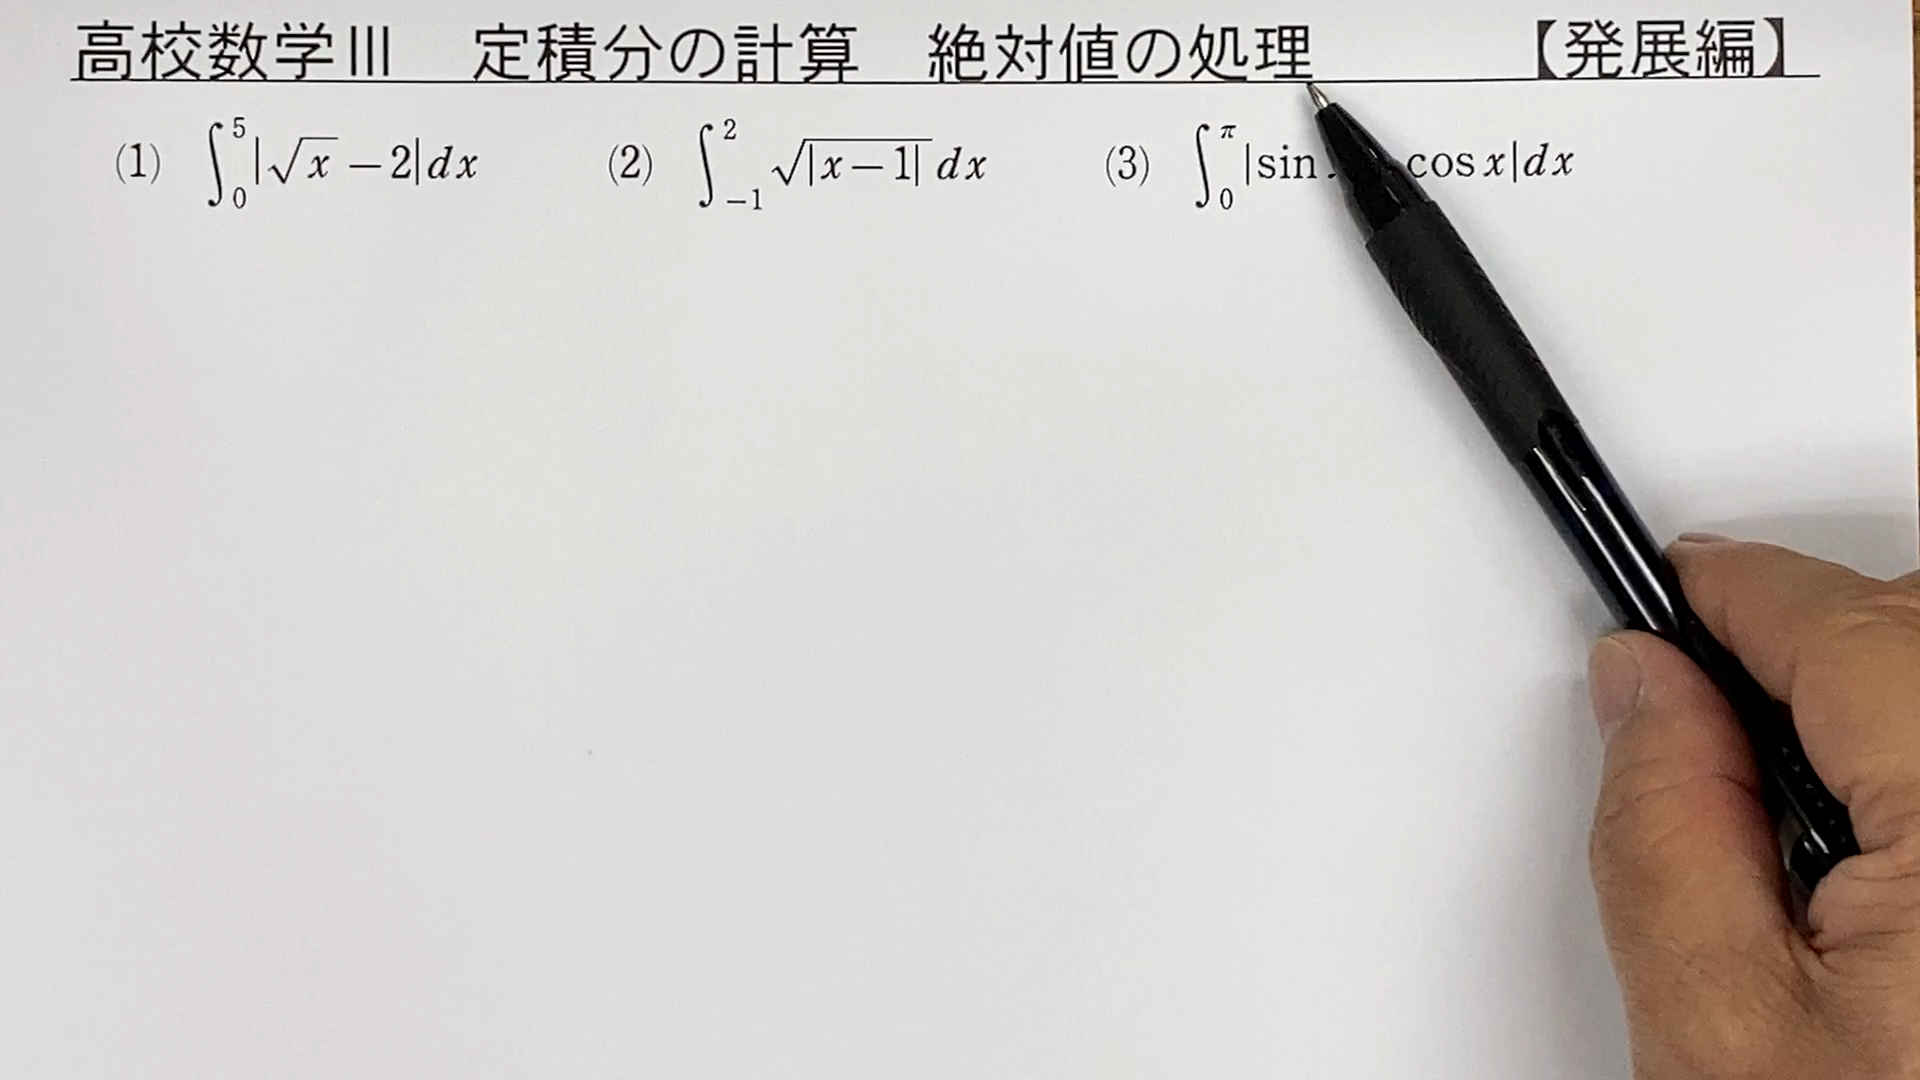 高校数学Ⅲ　定積分の計算　絶対値の処理　【発展編】
(1) ∫₀⁵ |√x − 2| dx　(2) ∫₋₁² √|x − 1| dx　(3) ∫₀^π |sin cos x| dx